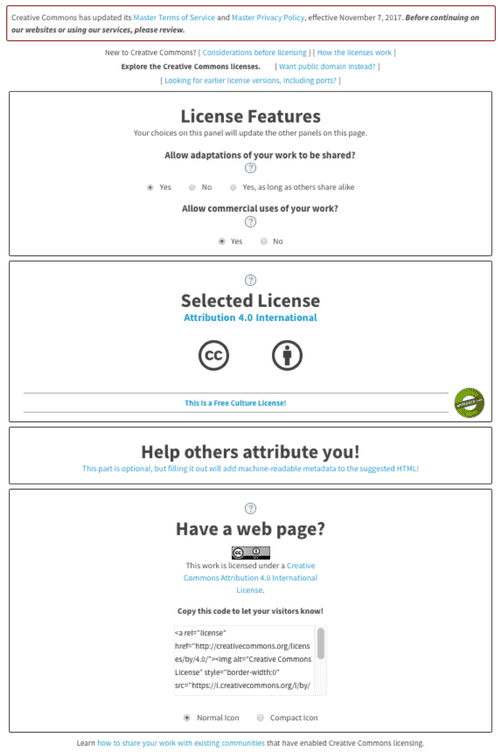 Creative Commons has updated its Master Terms of Service and Master Privacy Policy, effective November 7, 2017. Before continuing on
our websites or using our services, please review.
New to Creative Commons? [ Considerations before licensing ] [ How the licenses work ]
Explore the Creative Commons licenses. [ Want public domain instead? ]
[ Looking for earlier license versions, including ports? ]
License Features
Your choices on this panel will update the other panels on this page.
Allow adaptations of your work to be shared?
?
Yes No Yes, as long as others share alike
Allow commercial uses of your work?
?
Yes No
?
Selected License
Attribution 4.0 International
cc
This is a Free Culture License!
Help others attribute you!
This part is optional, but filling it out will add machine-readable metadata to the suggested HTML!
?
Have a web page?
cc BY
This work is licensed under a Creative
Commons Attribution 4.0 International
License.
Copy this code to let your visitors know!
<a rel="license"
href="http://creativecommons.org/licens
es/by/4.0/"><img alt="Creative Commons
License" style="border-width:0"
src="https://i.creativecommons.org/l/by/
Normal Icon Compact Icon
Learn how to share your work with existing communities that have enabled Creative Commons licensing.